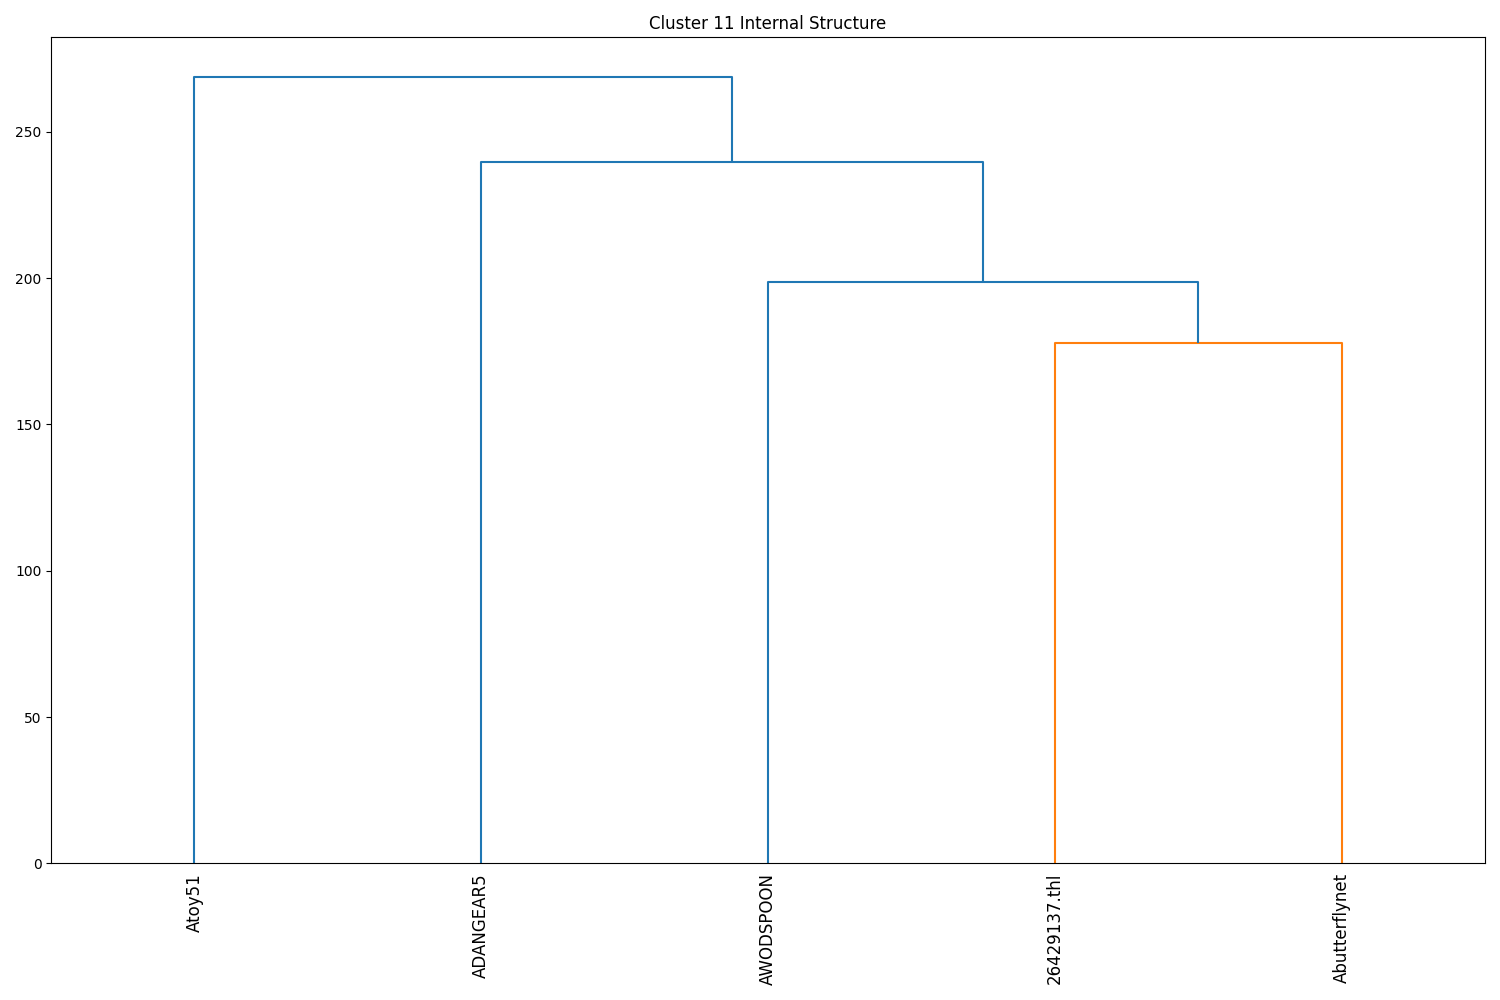 Cluster 11 Internal Structure
250
200
150
100
50
0
Atoy51
ADANGEAR5
AWODSPOON
26429137.thl
Abutterflynet